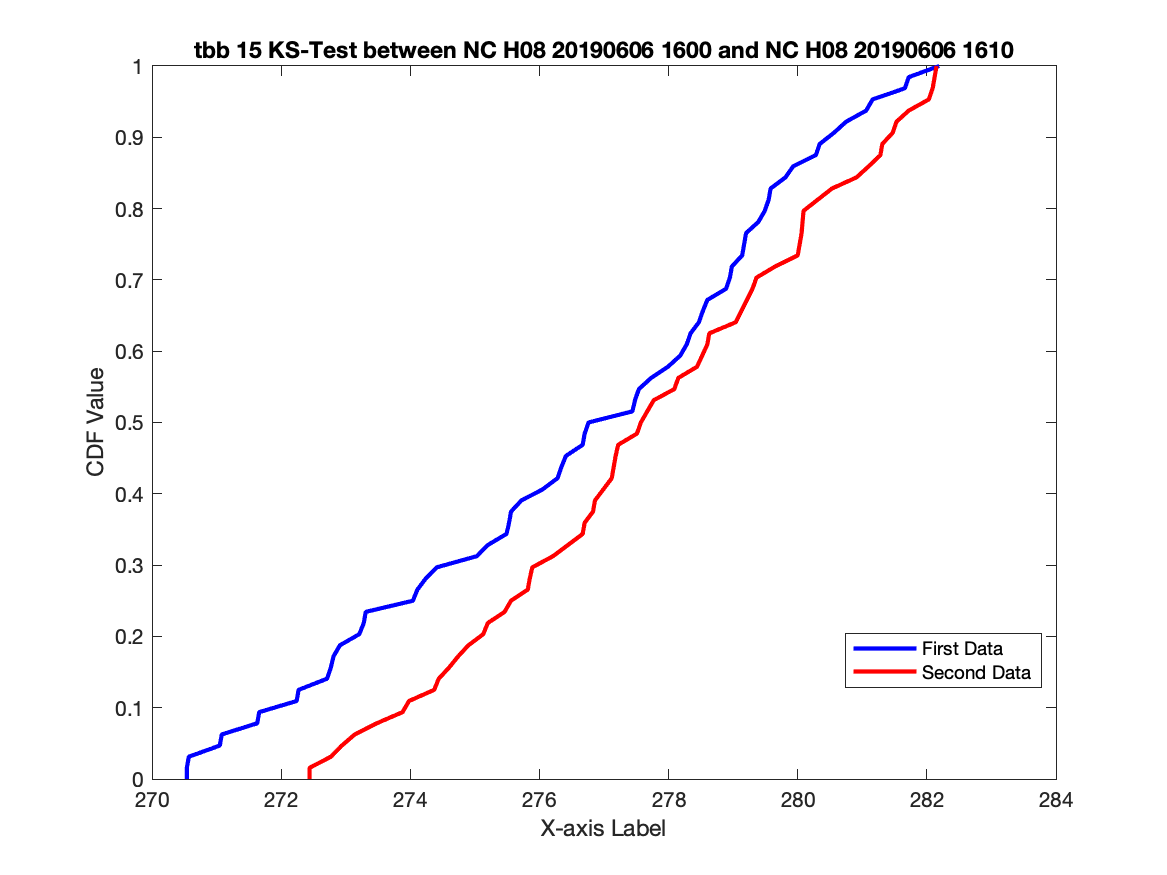 tbb 15 KS-Test between NC H08 20190606 1600 and NC H08 20190606 1610
1
0.9
0.8
0.7
0.6
0.5
0.4
0.3
0.2
0.1
0
CDF Value
First Data
Second Data
270 272 274 276 278 280 282 284
X-axis Label